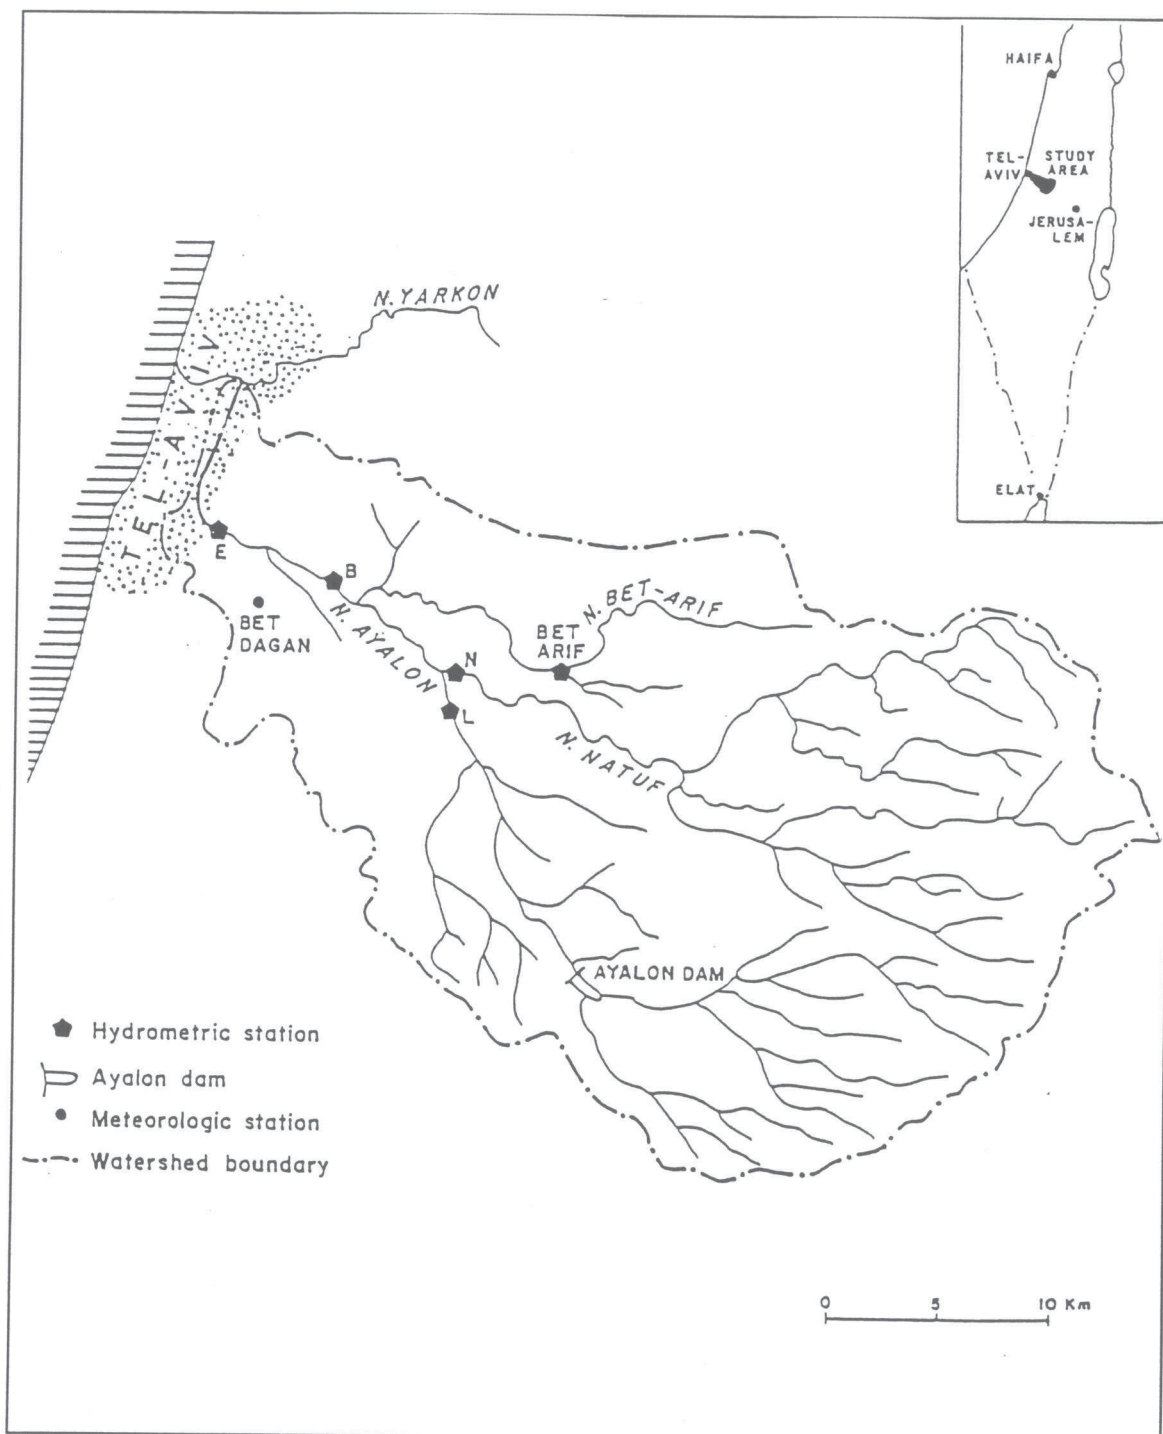 HAIFA
TEL-
AVIV
STUDY
AREA
JERUSA-
LEM
ELAT
N. YARKON
TEL-AVIV
E
B
BET
DAGAN
N. AYALON
N
L
BET
ARIF
N. BET-ARIF
N. NATUF
AYALON DAM
Hydrometric station
Ayalon dam
Meteorologic station
Watershed boundary
0 5 10 Km